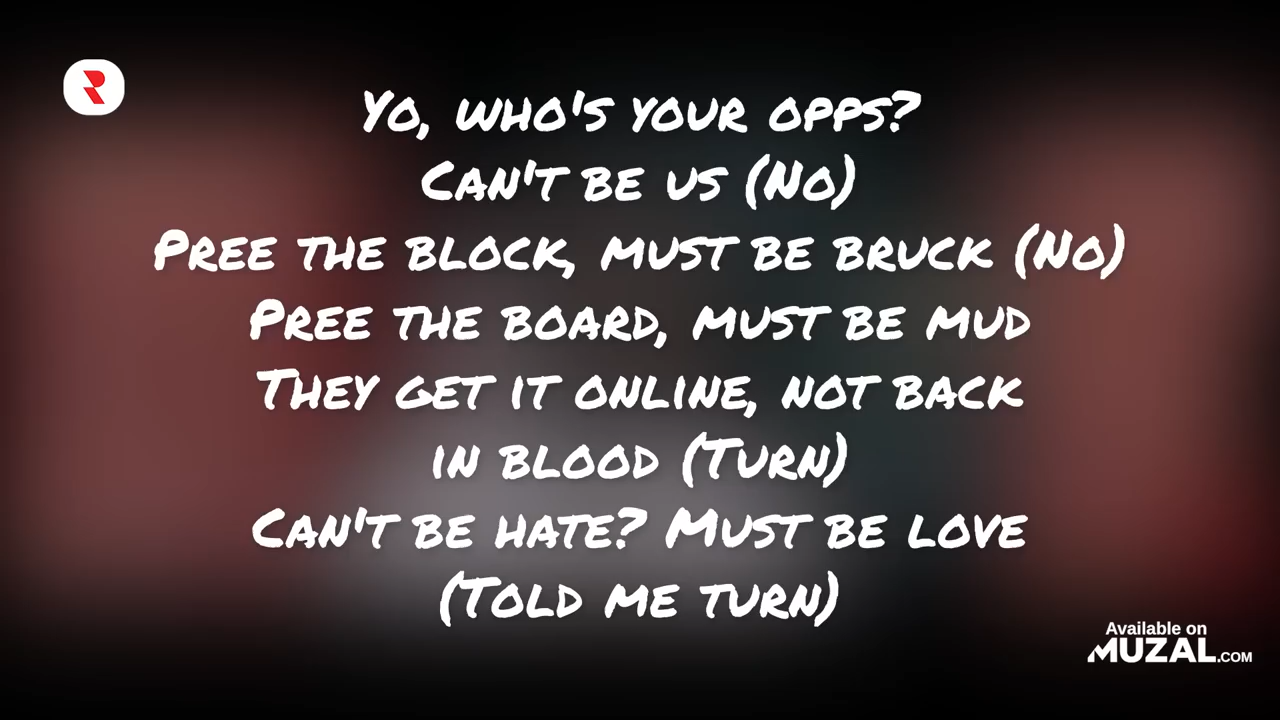 Yo, who's your opps?
Can't be us (No)
Pree the block, must be bruck (No)
Pree the board, must be mud
They get it online, not back
in blood (Turn)
Can't be hate? Must be love
(Told me turn)
Available on
MUZAL.COM